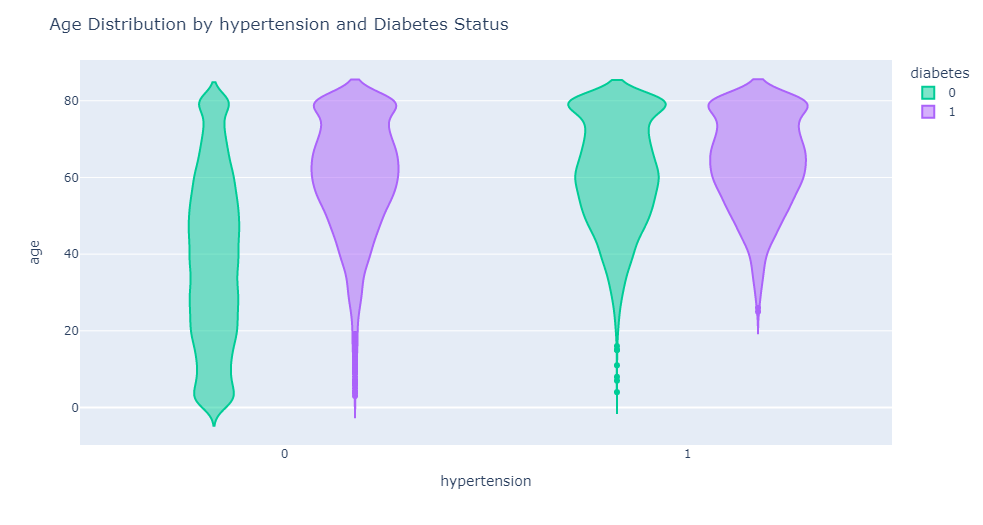 Age Distribution by hypertension and Diabetes Status
diabetes
0
1
age
80
60
40
20
0
0
1
hypertension